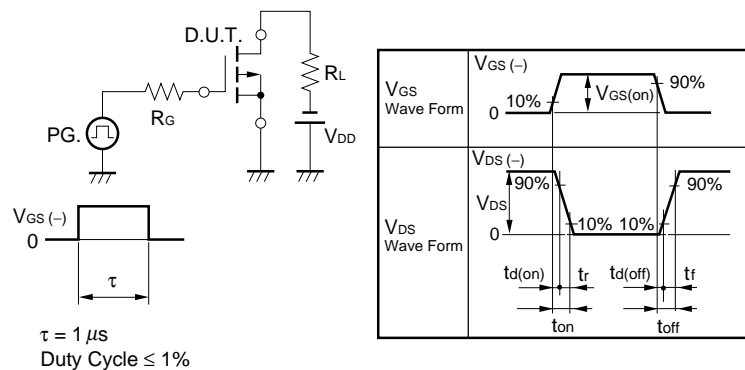 D.U.T.
RL
RG
PG.
VDD
VGS (−)
0
τ
τ = 1 μs
Duty Cycle ≤ 1%
VGS
Wave Form
VGS (−)
0
10%
VGS(on)
90%
VDS
Wave Form
VDS (−)
90%
VDS
0
10%
10%
90%
td(on)
tr
td(off)
tf
ton
toff